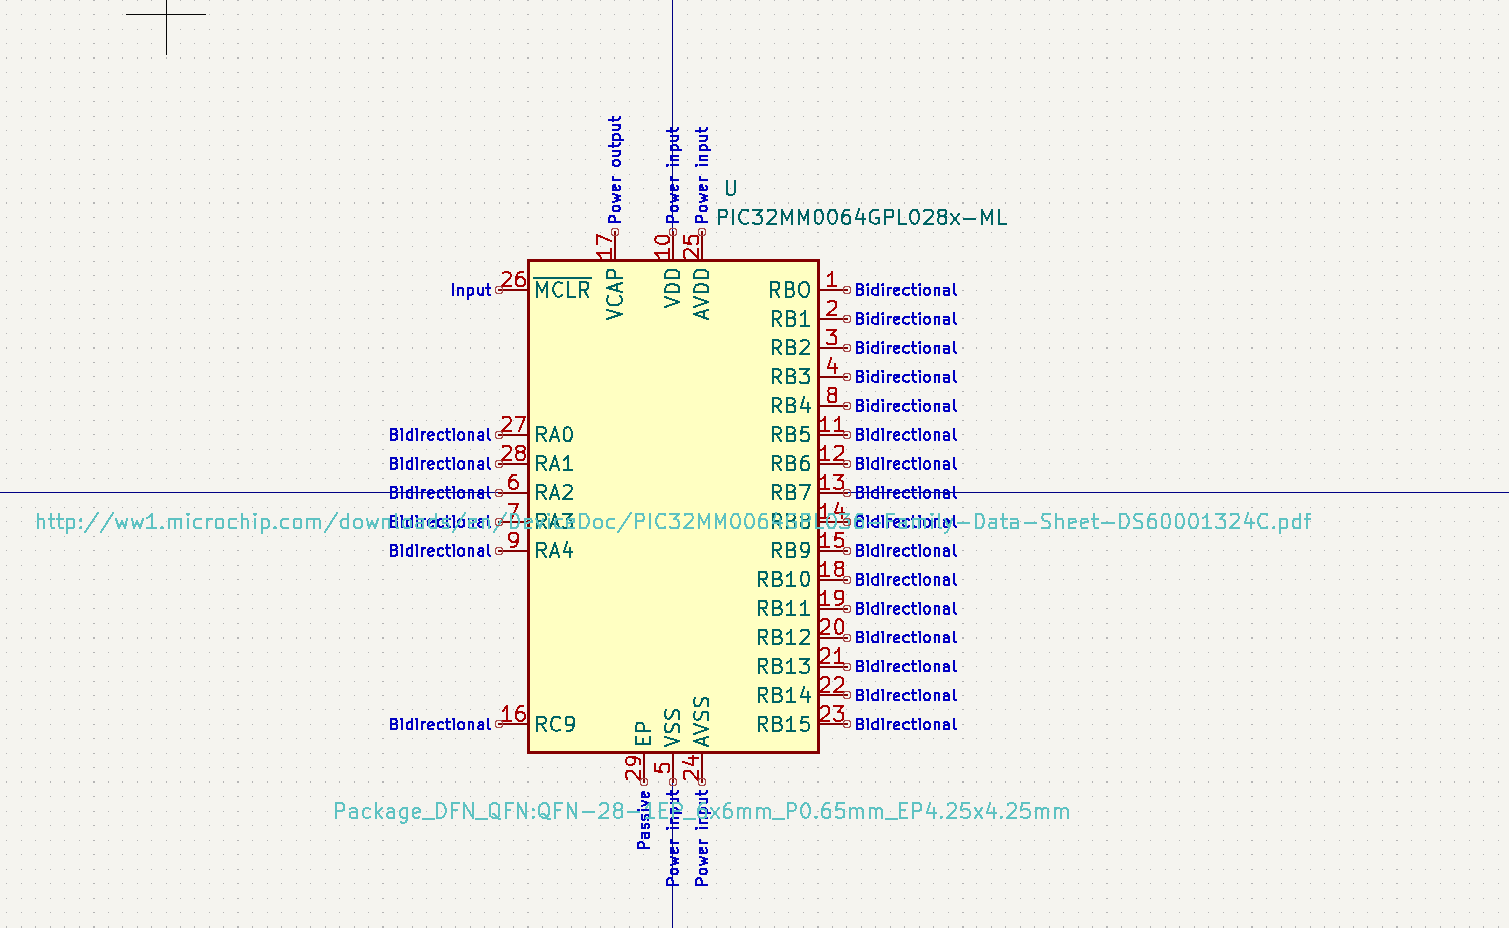 Power output
Power input
Power input
U
PIC32MM0064GPL028x-ML
17
10
25
VCAP
VDD
AVDD
Input 26 MCLR
RB0 1 Bidirectional
RB1 2 Bidirectional
RB2 3 Bidirectional
RB3 4 Bidirectional
RB4 8 Bidirectional
Bidirectional 27 RA0
RB5 11 Bidirectional
Bidirectional 28 RA1
RB6 12 Bidirectional
Bidirectional 6 RA2
RB7 13 Bidirectional
Bidirectional 7 RA3
RB8 14 Bidirectional
http://ww1.microchip.com/downloads/en/DeviceDoc/PIC32MM0064GPL036-Family-Data-Sheet-DS60001324C.pdf
Bidirectional 9 RA4
RB9 15 Bidirectional
RB10 18 Bidirectional
RB11 19 Bidirectional
RB12 20 Bidirectional
RB13 21 Bidirectional
RB14 22 Bidirectional
Bidirectional 16 RC9
RB15 23 Bidirectional
EP
VSS
AVSS
29
5
24
Package_DFN_QFN:QFN-28-1EP_6x6mm_P0.65mm_EP4.25x4.25mm
Passive
Power input
Power input